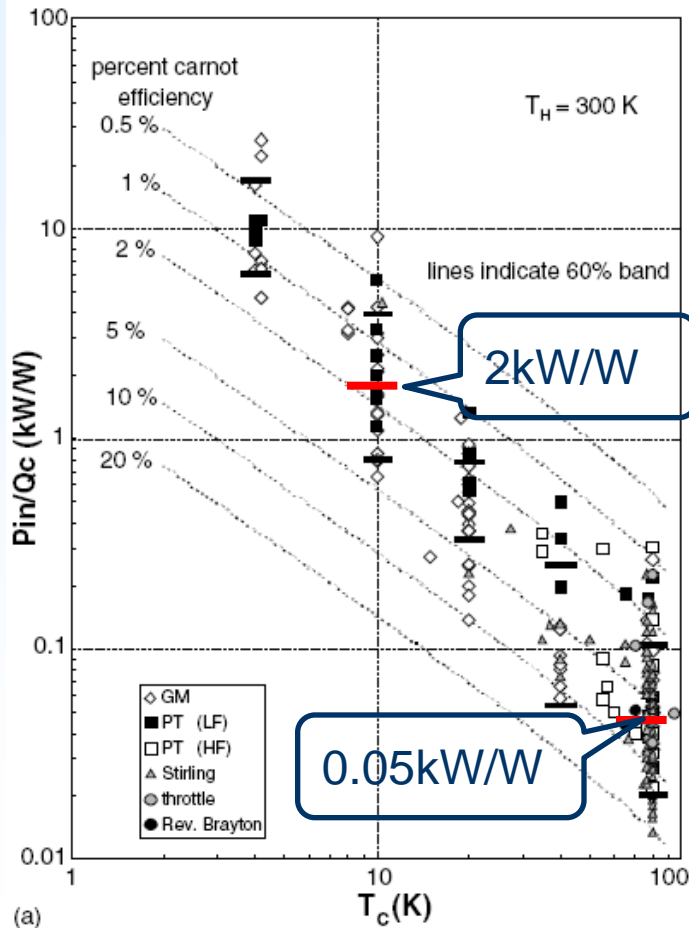 100
percent carnot
efficiency
T_H = 300 K
0.5 %
1 %
10
2 %
lines indicate 60% band
5 %
2kW/W
10 %
1
20 %
Pin/Qc (kW/W)
0.1
GM
PT (LF)
PT (HF)
Stirling
throttle
Rev. Brayton
0.05kW/W
0.01
1
10
100
T_C(K)
(a)